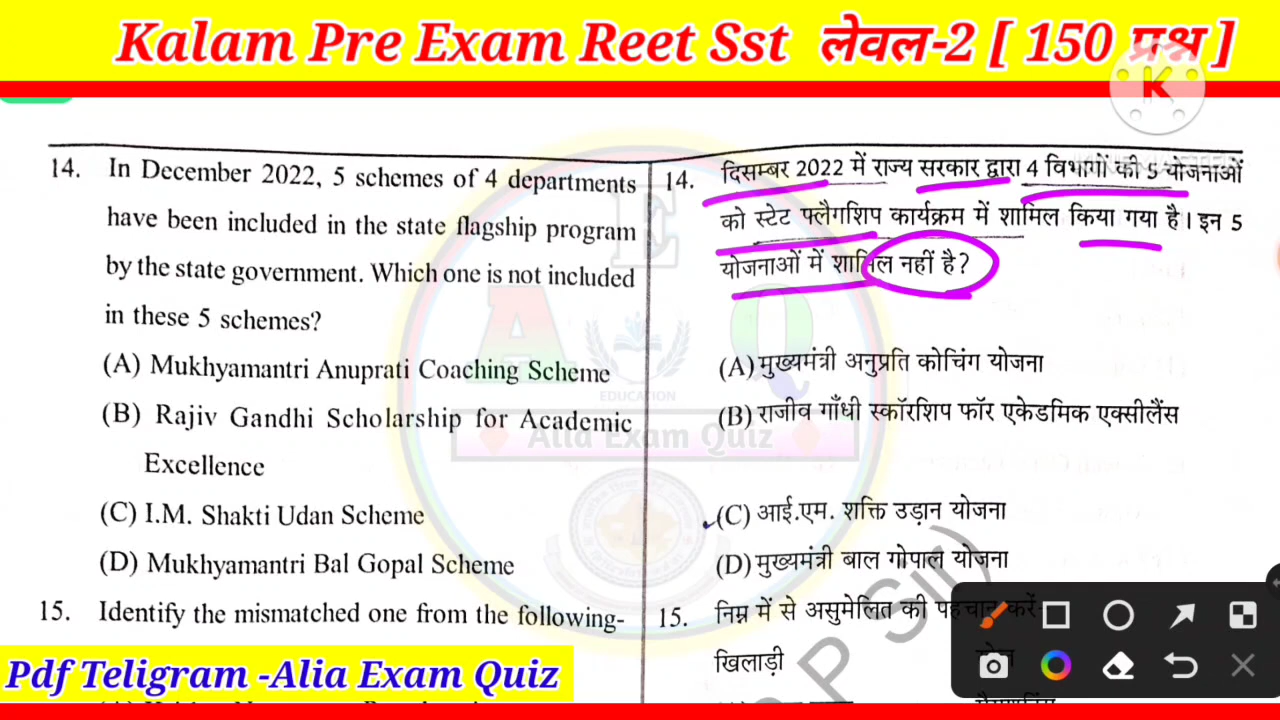 Kalam Pre Exam Reet Sst लेवल-2 [ 150 प्रश्न ]
K
14. In December 2022, 5 schemes of 4 departments
have been included in the state flagship program
by the state government. Which one is not included
in these 5 schemes?
(A) Mukhyamantri Anuprati Coaching Scheme
(B) Rajiv Gandhi Scholarship for Academic
Excellence
(C) I.M. Shakti Udan Scheme
(D) Mukhyamantri Bal Gopal Scheme
15. Identify the mismatched one from the following-
14. दिसम्बर 2022 में राज्य सरकार द्वारा 4 विभागों की 5 योजनाओं
को स्टेट फ्लैगशिप कार्यक्रम में शामिल किया गया है। इन 5
योजनाओं में शामिल नहीं है?
(A) मुख्यमंत्री अनुप्रति कोचिंग योजना
(B) राजीव गाँधी स्कॉरशिप फॉर एकेडमिक एक्सीलैंस
(C) आई.एम. शक्ति उड़ान योजना
(D) मुख्यमंत्री बाल गोपाल योजना
15. निम्न में से असुमेलित की पहचान करें-
खिलाड़ी
E
A Q
EDUCATION
Alia Exam Quiz
P Sir)
Pdf Teligram -Alia Exam Quiz